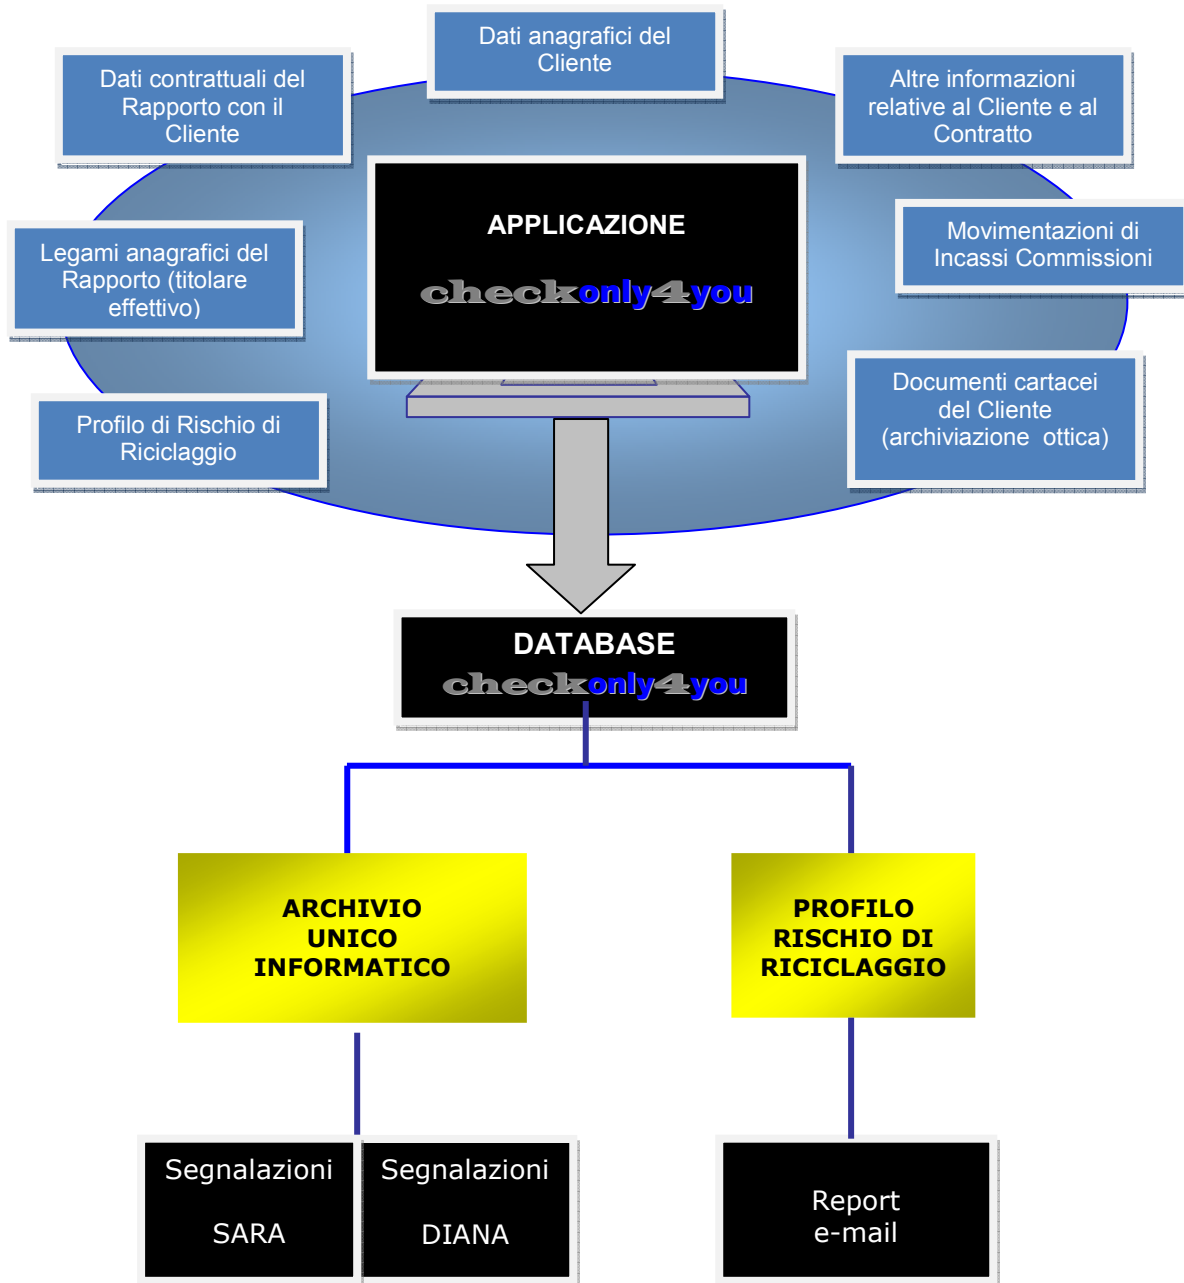 Dati anagrafici del
Cliente
Dati contrattuali del
Rapporto con il
Cliente
Altre informazioni
relative al Cliente e al
Contratto
Legami anagrafici del
Rapporto (titolare
effettivo)
APPLICAZIONE
checkonly4you
Movimentazioni di
Incassi Commissioni
Profilo di Rischio di
Riciclaggio
Documenti cartacei
del Cliente
(archiviazione ottica)
DATABASE
checkonly4you
ARCHIVIO
UNICO
INFORMATICO
PROFILO
RISCHIO DI
RICICLAGGIO
Segnalazioni
SARA
Segnalazioni
DIANA
Report
e-mail